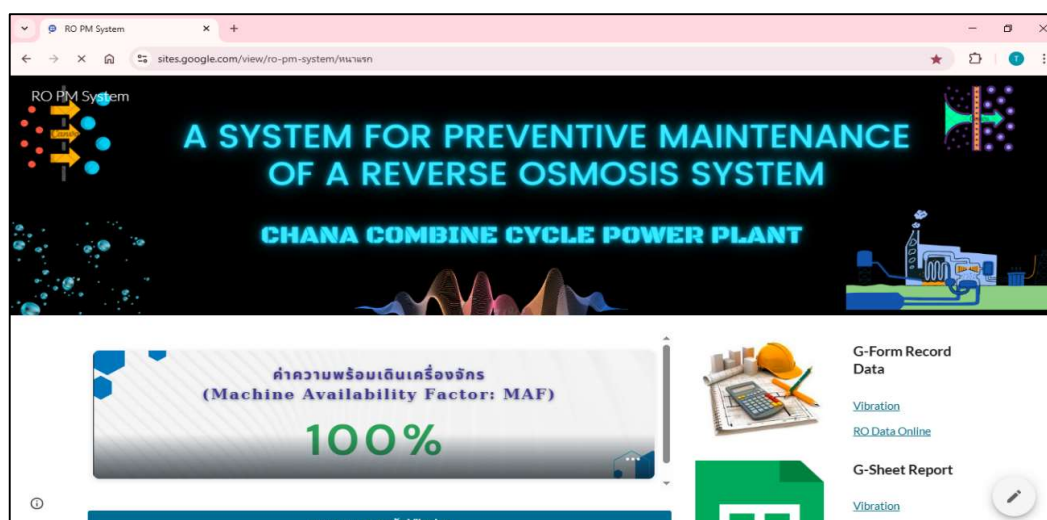 RO PM System
sites.google.com/view/ro-pm-system/หน้าแรก
RO PM System
A SYSTEM FOR PREVENTIVE MAINTENANCE
OF A REVERSE OSMOSIS SYSTEM
CHANA COMBINE CYCLE POWER PLANT
ค่าความพร้อมเดินเครื่องจักร
(Machine Availability Factor: MAF)
100%
G-Form Record
Data
Vibration
RO Data Online
G-Sheet Report
Vibration
T